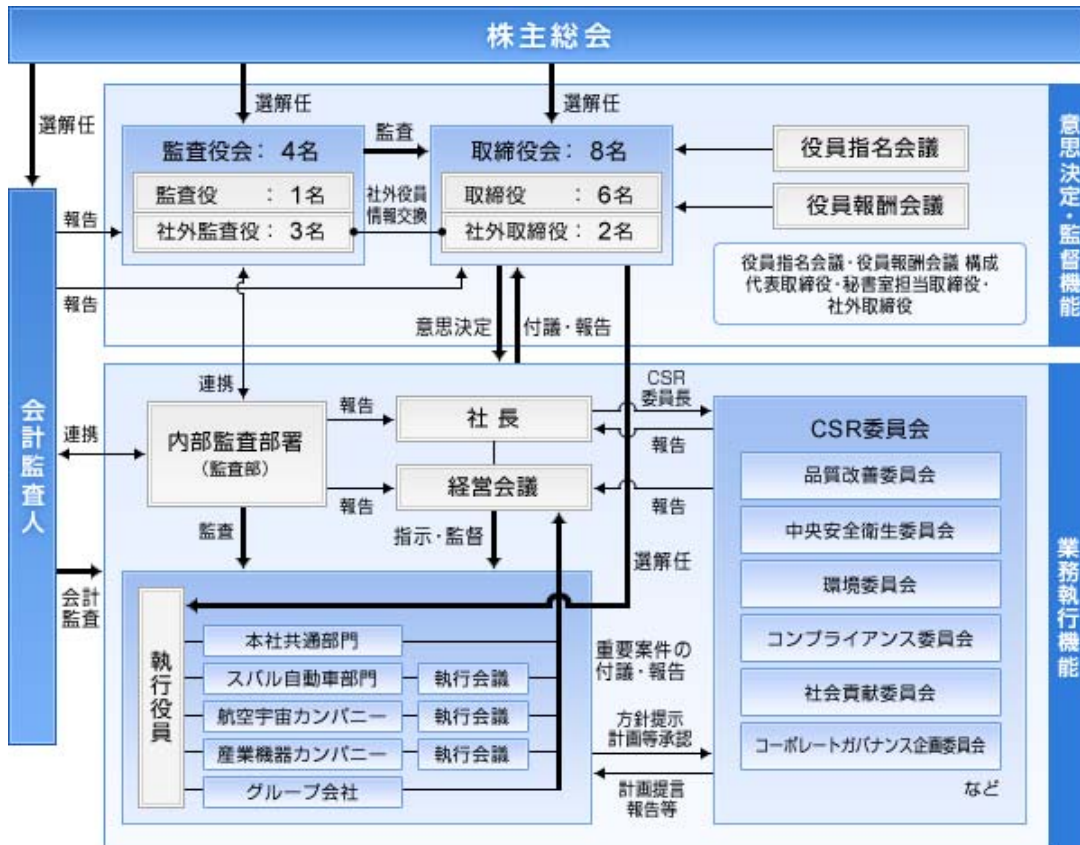 株主総会
選解任
選解任
選解任
監査役会： 4名
監査役 ： 1名
社外監査役： 3名
監査
社外役員
情報交換
取締役会： 8名
取締役 ： 6名
社外取締役： 2名
役員指名会議
役員報酬会議
役員指名会議・役員報酬会議 構成
代表取締役・秘書室担当取締役・
社外取締役
意思決定・監督機能
報告
報告
意思決定
付議・報告
会計監査人
連携
連携
内部監査部署
（監査部）
報告
報告
社長
経営会議
CSR
委員長
報告
報告
監査
指示・監督
選解任
会計
監査
執行役員
本社共通部門
スバル自動車部門
執行会議
航空宇宙カンパニー
執行会議
産業機器カンパニー
執行会議
グループ会社
重要案件の
付議・報告
方針提示
計画等承認
計画提言
報告等
CSR委員会
品質改善委員会
中央安全衛生委員会
環境委員会
コンプライアンス委員会
社会貢献委員会
コーポレートガバナンス企画委員会
など
業務執行機能